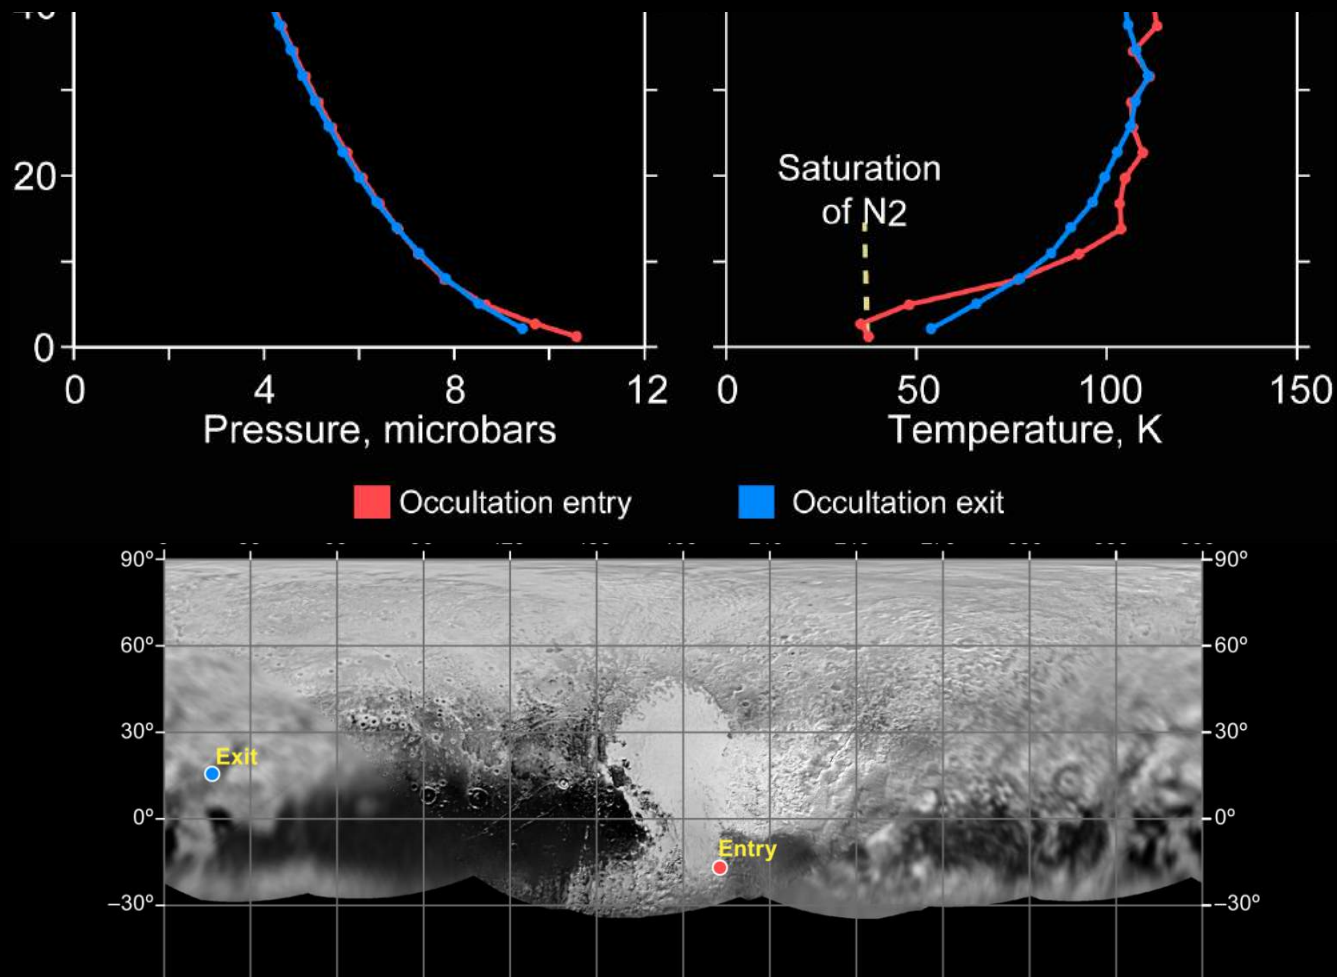 40
20
0
0
4
8
12
Pressure, microbars
Saturation
of N2
0
50
100
150
Temperature, K
Occultation entry
Occultation exit
90º
90º
60º
60º
30º
30º
Exit
0º
0º
Entry
–30º
–30º